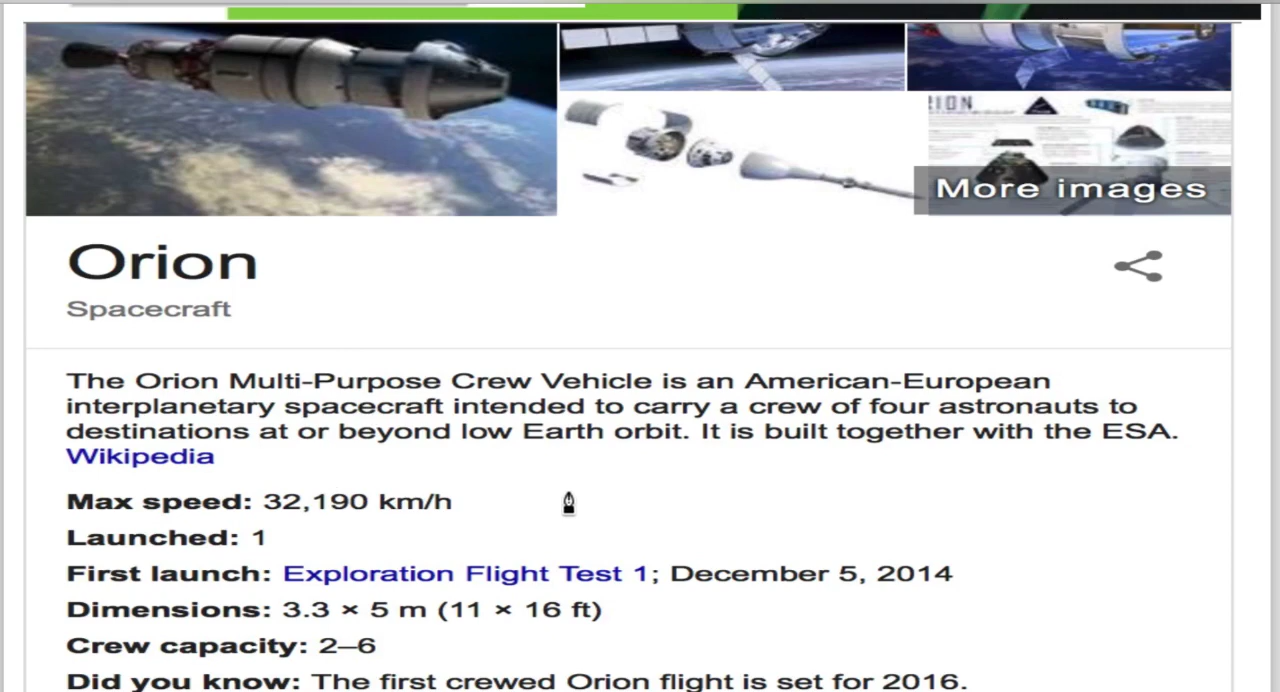 RION
More images
Orion
Spacecraft
The Orion Multi-Purpose Crew Vehicle is an American-European
interplanetary spacecraft intended to carry a crew of four astronauts to
destinations at or beyond low Earth orbit. It is built together with the ESA.
Wikipedia
Max speed: 32,190 km/h
Launched: 1
First launch: Exploration Flight Test 1; December 5, 2014
Dimensions: 3.3 × 5 m (11 × 16 ft)
Crew capacity: 2–6
Did you know: The first crewed Orion flight is set for 2016.